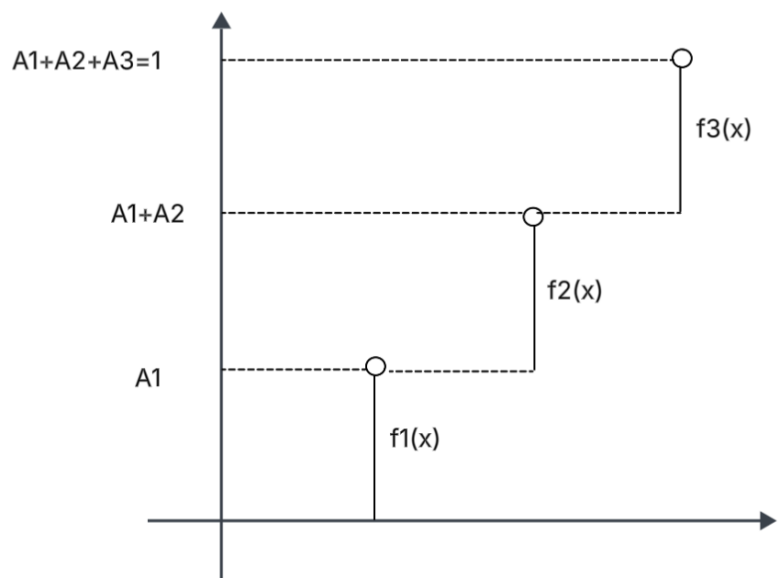 A1+A2+A3=1
f3(x)
A1+A2
f2(x)
A1
f1(x)